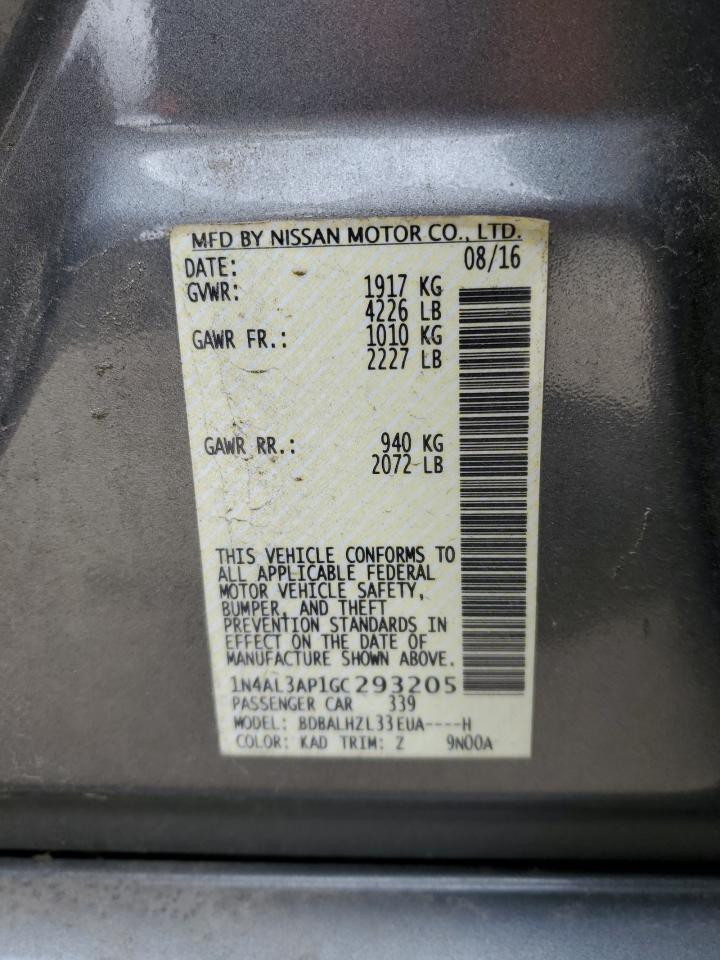 MFD BY NISSAN MOTOR CO., LTD.
DATE: 08/16
GVWR: 1917 KG
4226 LB
GAWR FR.: 1010 KG
2227 LB
GAWR RR.: 940 KG
2072 LB
THIS VEHICLE CONFORMS TO
ALL APPLICABLE FEDERAL
MOTOR VEHICLE SAFETY,
BUMPER, AND THEFT
PREVENTION STANDARDS IN
EFFECT ON THE DATE OF
MANUFACTURE SHOWN ABOVE.
1N4AL3AP1GC293205
PASSENGER CAR 339
MODEL: BDBALHZL33EUA----H
COLOR: KAD TRIM: Z 9N00A